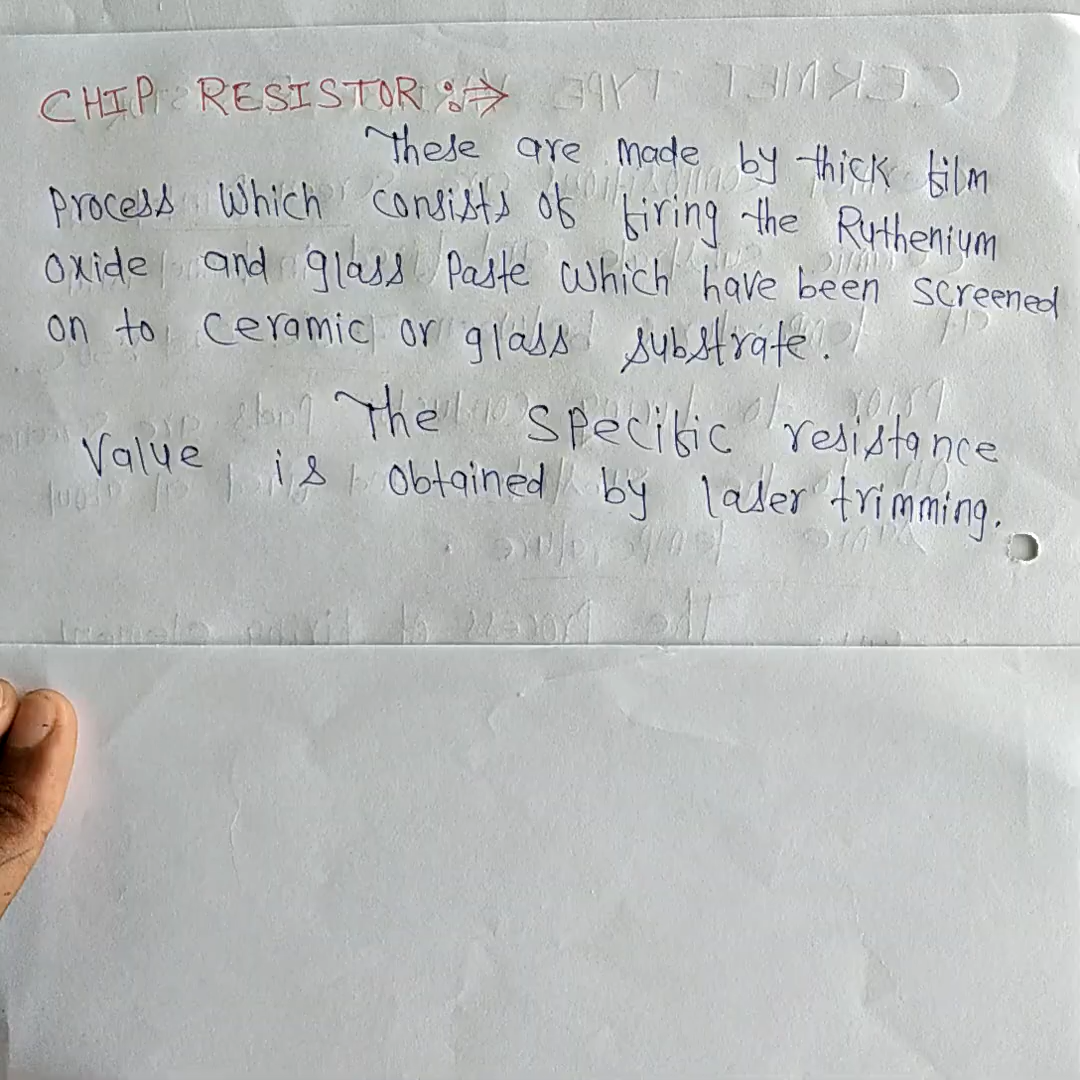 CHIP RESISTOR :⇒
These are made by thick film
Process Which consists of firing the Ruthenium
oxide and glass Paste Which have been screened
on to ceramic or glass substrate.
The specific resistance
Value is obtained by laser trimming.